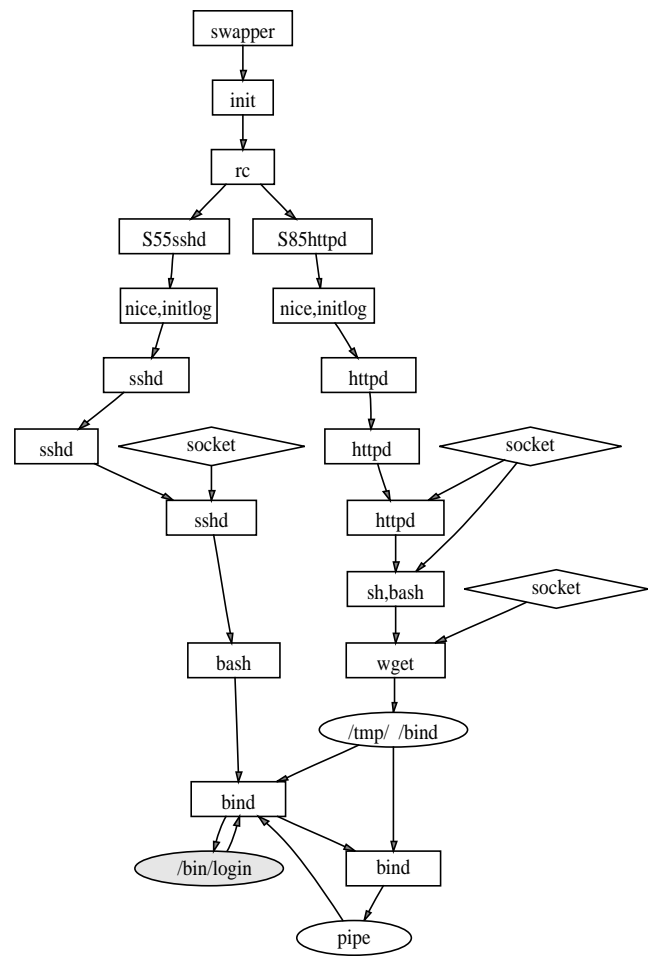 swapper
init
rc
S55sshd
S85httpd
nice,initlog
nice,initlog
sshd
httpd
sshd
socket
httpd
socket
sshd
httpd
sh,bash
socket
bash
wget
/tmp/  /bind
bind
/bin/login
bind
pipe